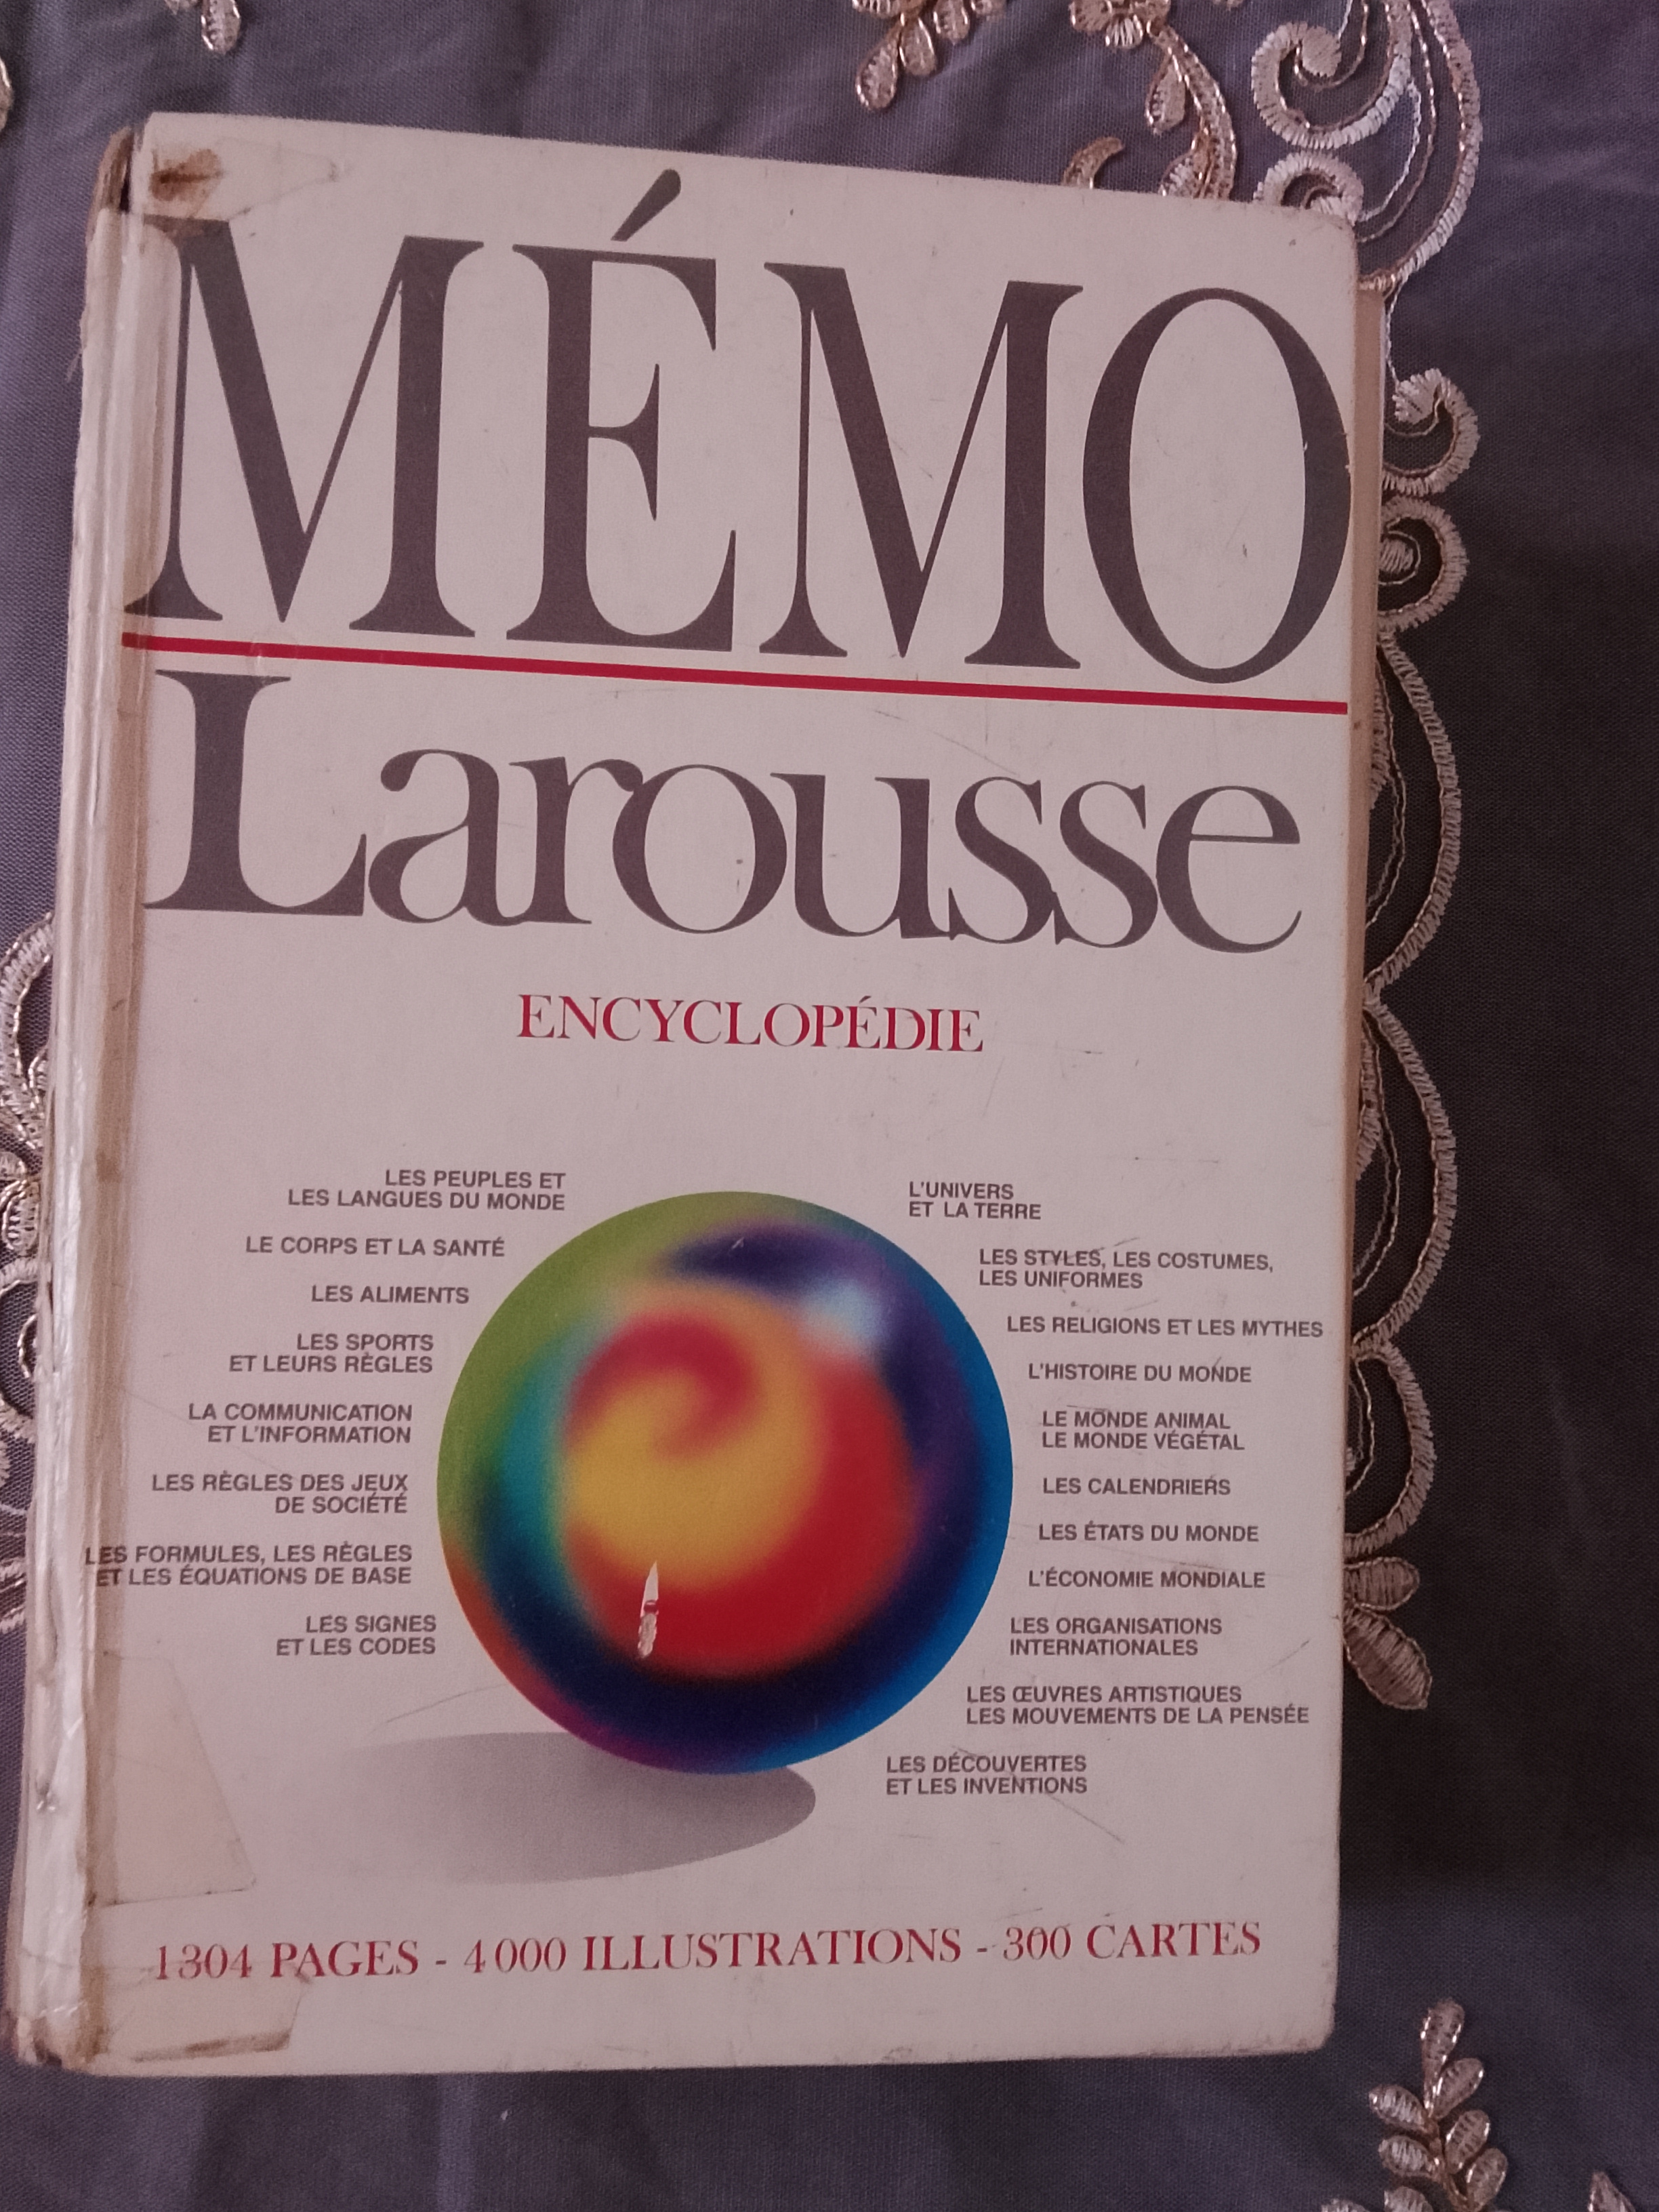 MÉMO
Larousse
ENCYCLOPÉDIE
LES PEUPLES ET
LES LANGUES DU MONDE
LE CORPS ET LA SANTÉ
LES ALIMENTS
LES SPORTS
ET LEURS RÈGLES
LA COMMUNICATION
ET L'INFORMATION
LES RÈGLES DES JEUX
DE SOCIÉTÉ
LES FORMULES, LES RÈGLES
ET LES ÉQUATIONS DE BASE
LES SIGNES
ET LES CODES
L'UNIVERS
ET LA TERRE
LES STYLES, LES COSTUMES,
LES UNIFORMES
LES RELIGIONS ET LES MYTHES
L'HISTOIRE DU MONDE
LE MONDE ANIMAL
LE MONDE VÉGÉTAL
LES CALENDRIERS
LES ÉTATS DU MONDE
L'ÉCONOMIE MONDIALE
LES ORGANISATIONS
INTERNATIONALES
LES ŒUVRES ARTISTIQUES
LES MOUVEMENTS DE LA PENSÉE
LES DÉCOUVERTES
ET LES INVENTIONS
1304 PAGES - 4000 ILLUSTRATIONS - 300 CARTES